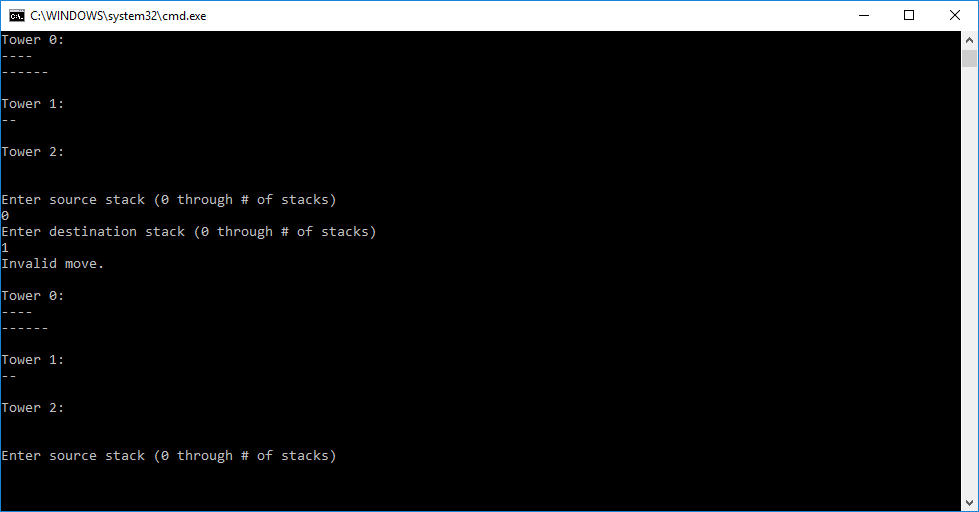 C:\WINDOWS\system32\cmd.exe
Tower 0:
----
------
Tower 1:
--
Tower 2:
Enter source stack (0 through # of stacks)
0
Enter destination stack (0 through # of stacks)
1
Invalid move.
Tower 0:
----
------
Tower 1:
--
Tower 2:
Enter source stack (0 through # of stacks)